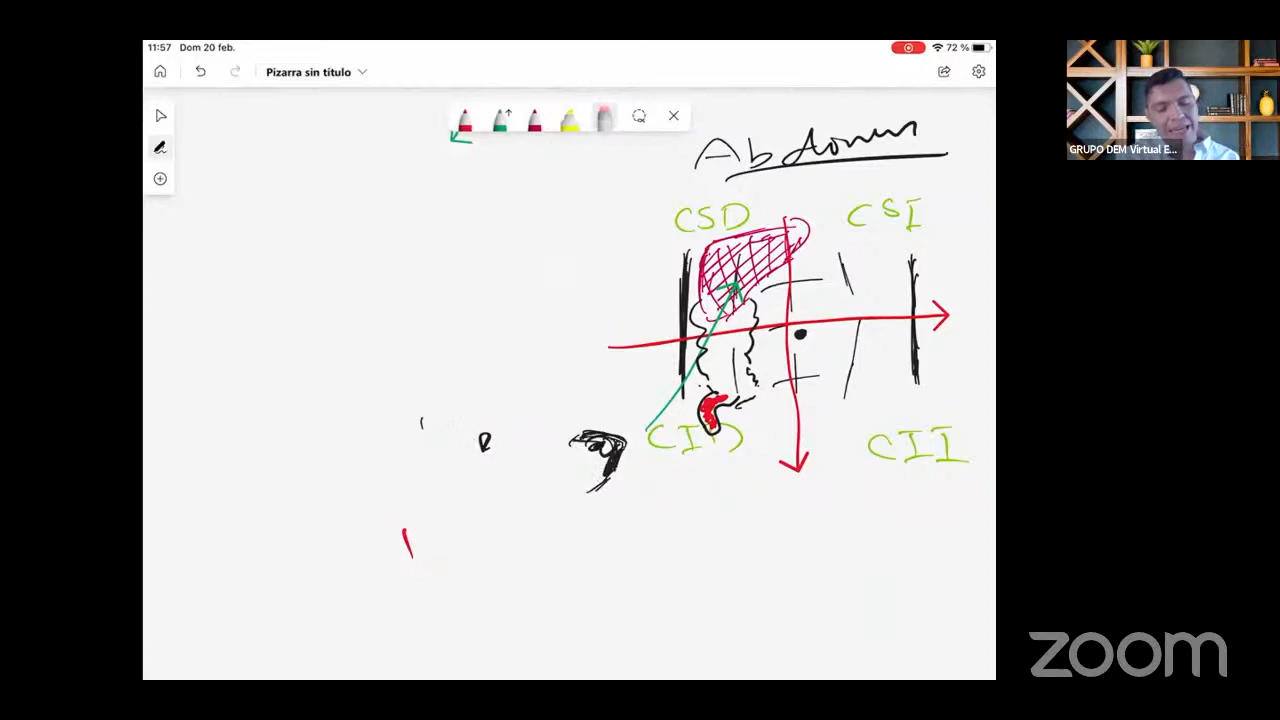 11:57 Dom 20 feb.
72 %
Pizarra sin título
Abdomen
CSD CSI
CID CII
GRUPO DEM Virtual E...
zoom